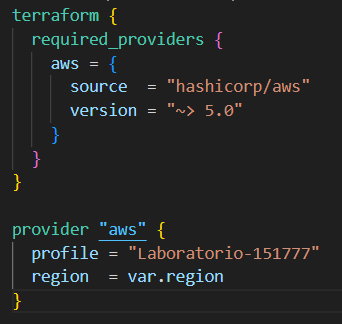 terraform {
  required_providers {
    aws = {
      source  = "hashicorp/aws"
      version = "~> 5.0"
    }
  }
}

provider "aws" {
  profile = "Laboratorio-151777"
  region  = var.region
}